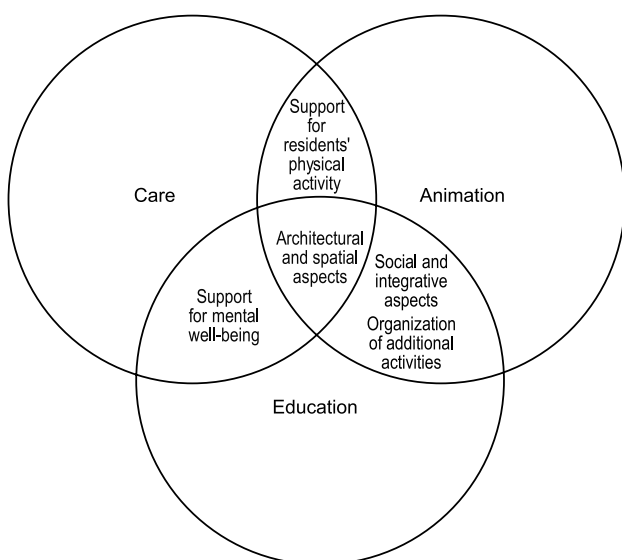 Support
for
residents'
physical
activity
Care
Animation
Architectural
and spatial
aspects
Social and
integrative
aspects
Support
for mental
well-being
Organization
of additional
activities
Education